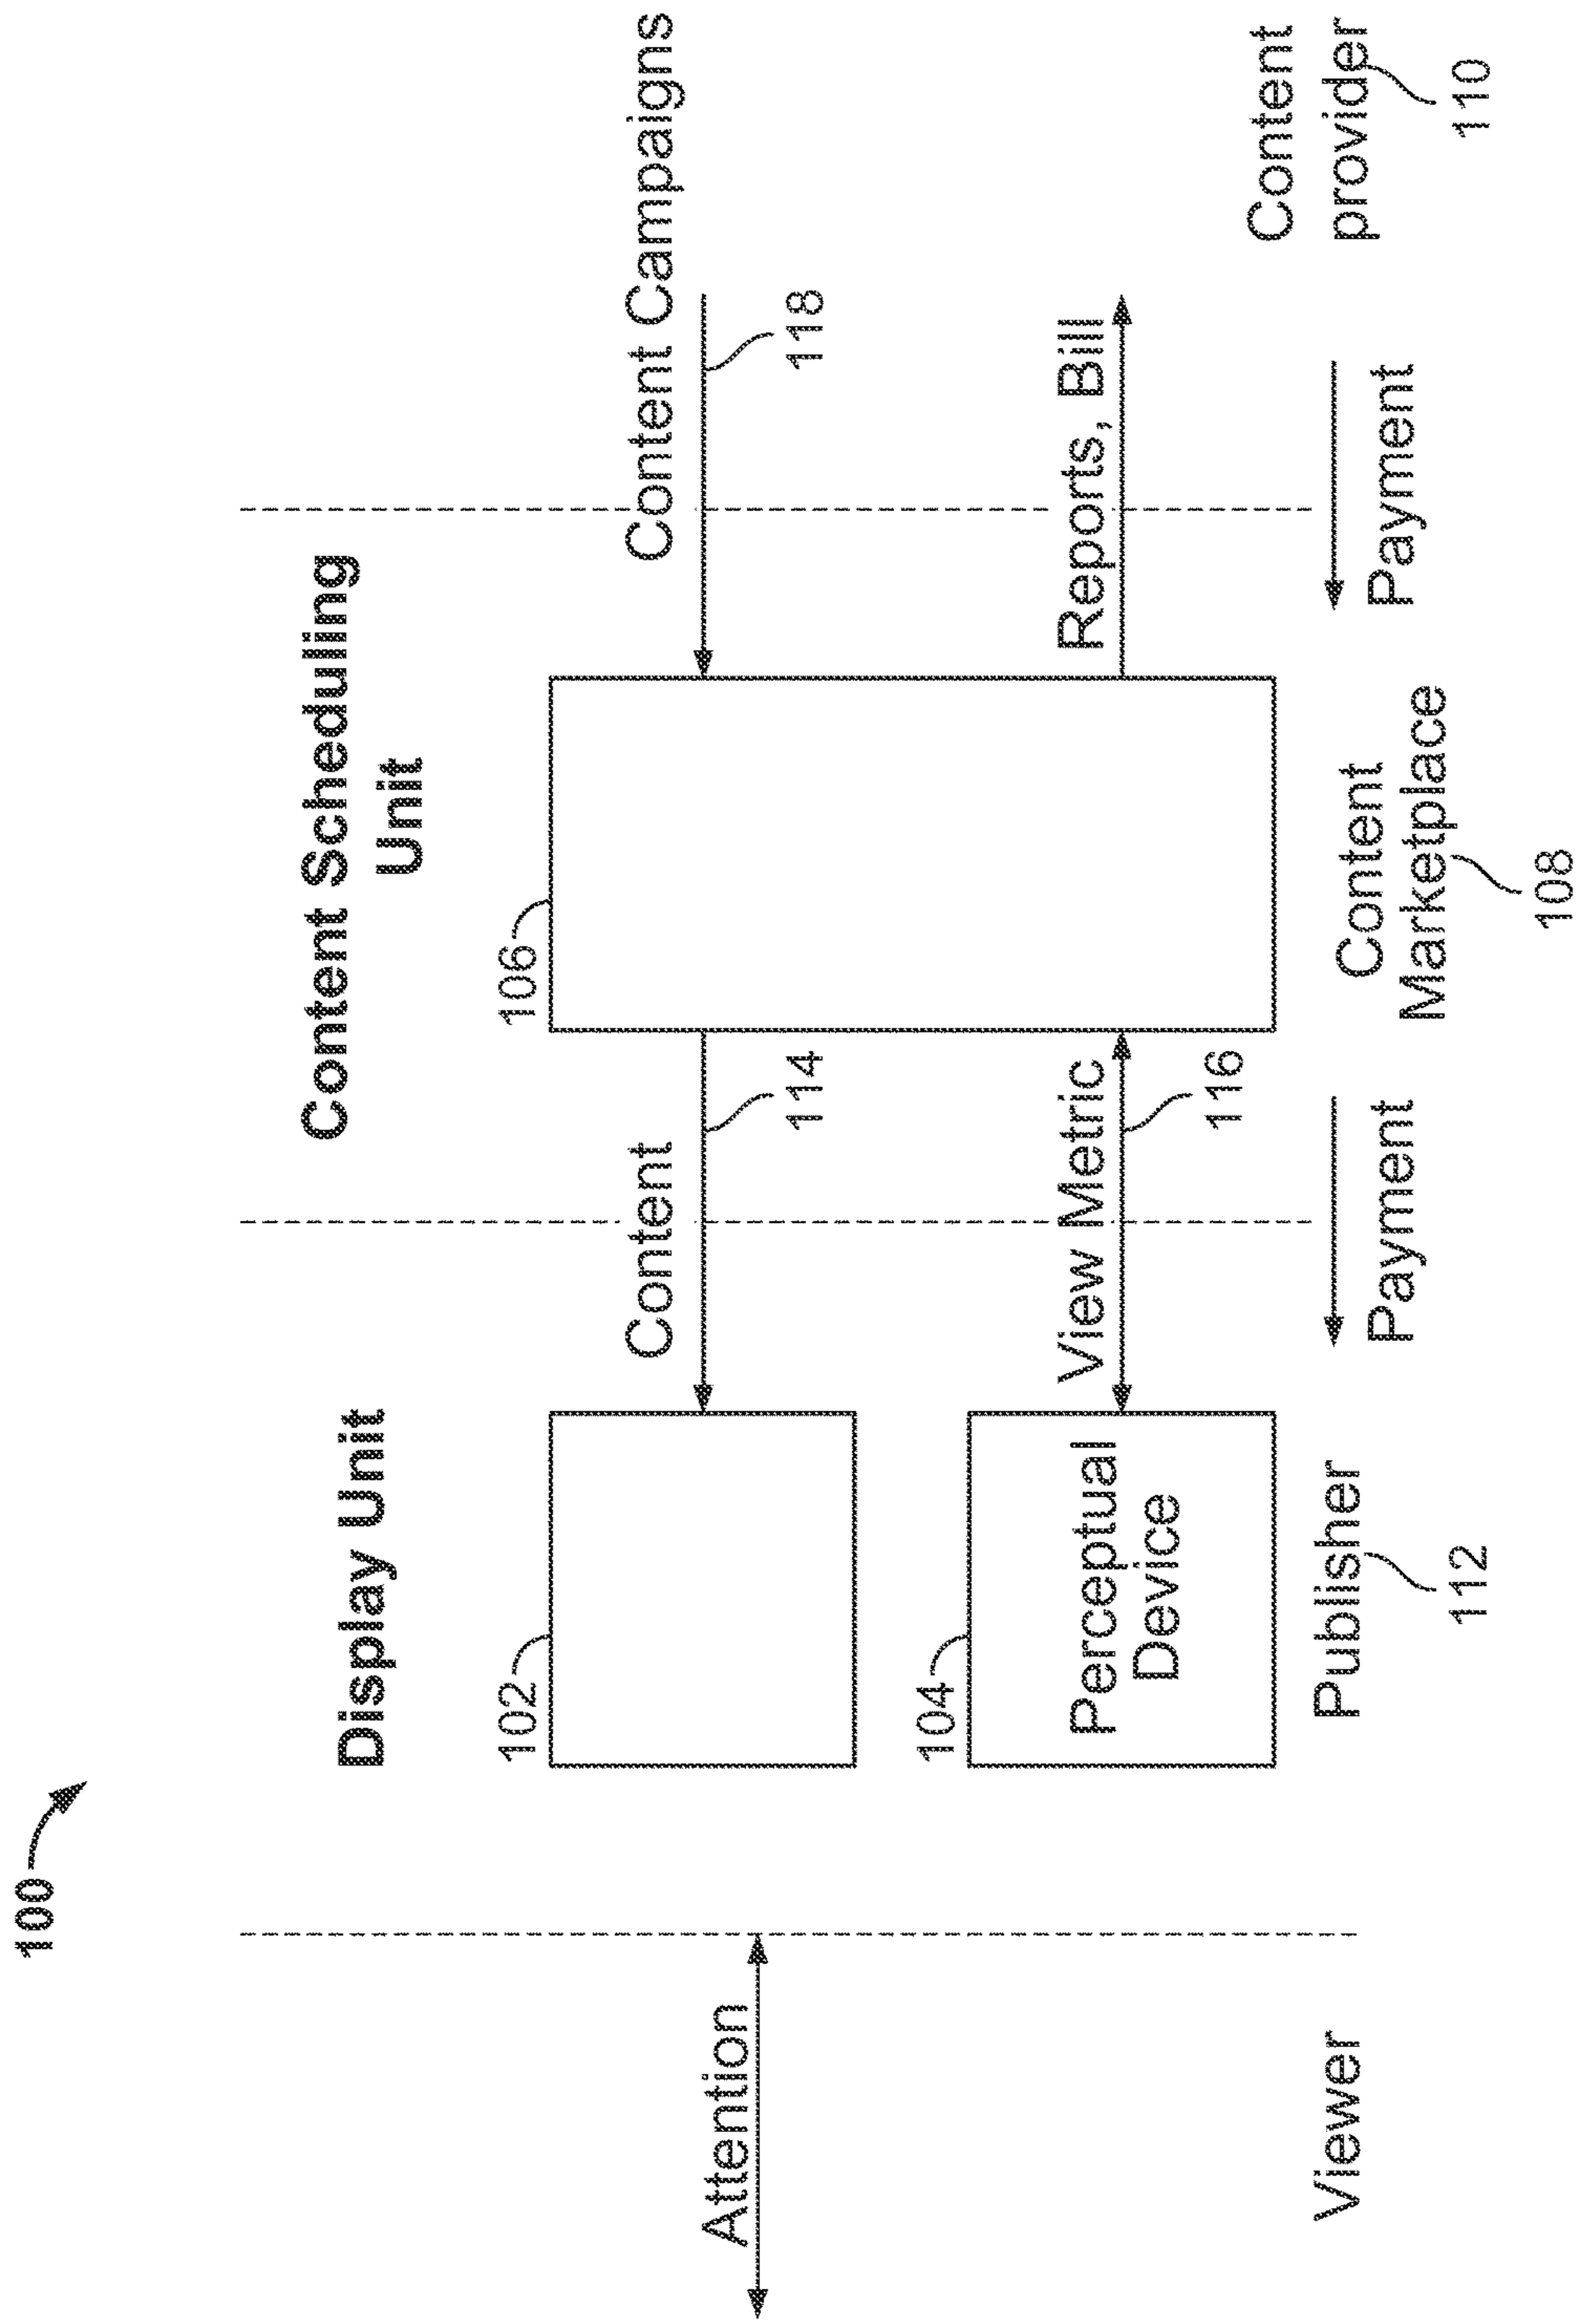 100
Display Unit
Content Scheduling
Unit
102
106
Content
Content Campaigns
114
118
Attention
104
Perceptual
Device
View Metric
Reports, Bill
116
Viewer
Publisher
112
Payment
Content
Marketplace
108
Payment
Content
provider
110